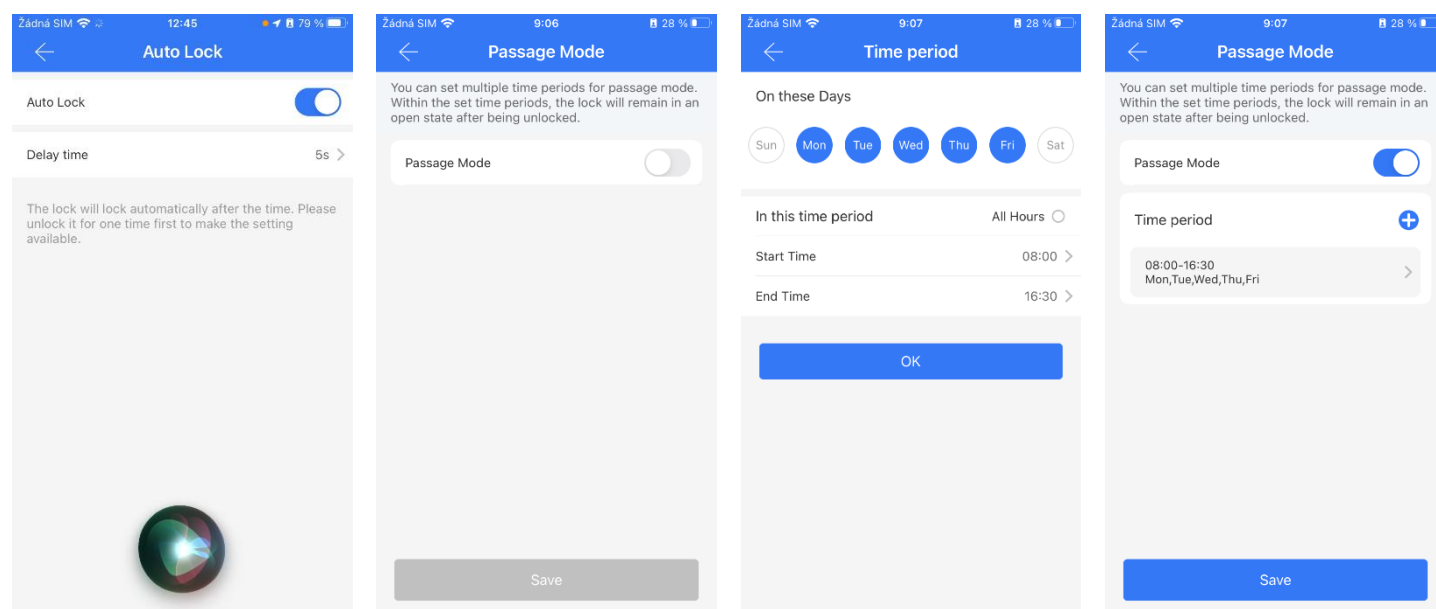 Žádná SIM 12:45 79 %
Auto Lock
Auto Lock
Delay time 5s
The lock will lock automatically after the time. Please
unlock it for one time first to make the setting
available.
Žádná SIM 9:06 28 %
Passage Mode
You can set multiple time periods for passage mode.
Within the set time periods, the lock will remain in an
open state after being unlocked.
Passage Mode
Save
Žádná SIM 9:07 28 %
Time period
On these Days
Sun Mon Tue Wed Thu Fri Sat
In this time period All Hours
Start Time 08:00
End Time 16:30
OK
Žádná SIM 9:07 28 %
Passage Mode
You can set multiple time periods for passage mode.
Within the set time periods, the lock will remain in an
open state after being unlocked.
Passage Mode
Time period
08:00-16:30
Mon,Tue,Wed,Thu,Fri
Save